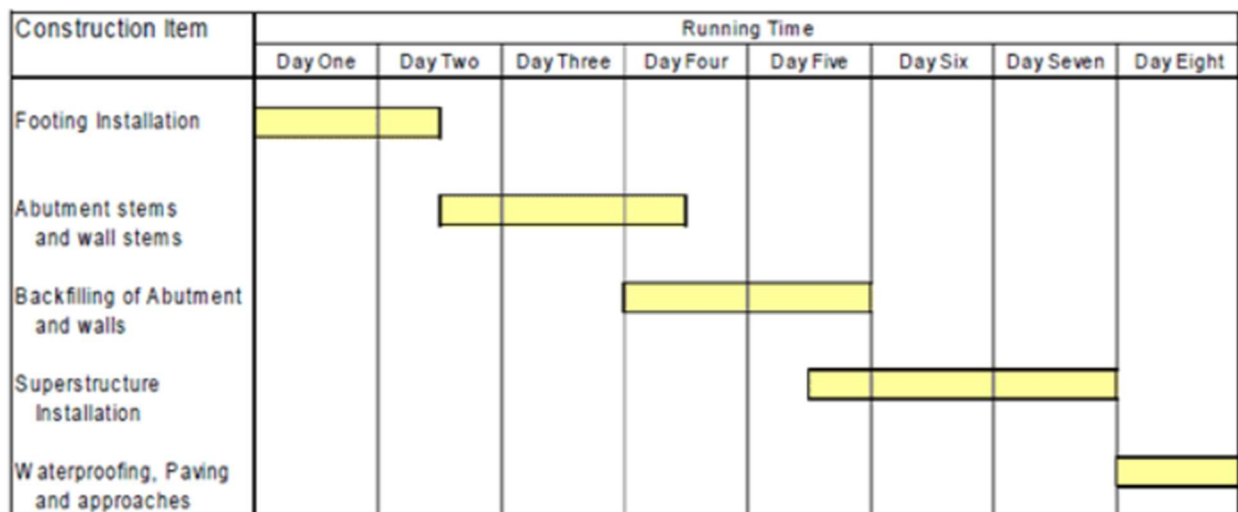 Construction Item
Running Time
Day One Day Two Day Three Day Four Day Five Day Six Day Seven Day Eight
Footing Installation
Abutment stems
and wall stems
Backfilling of Abutment
and walls
Superstructure
Installation
Waterproofing, Paving
and approaches